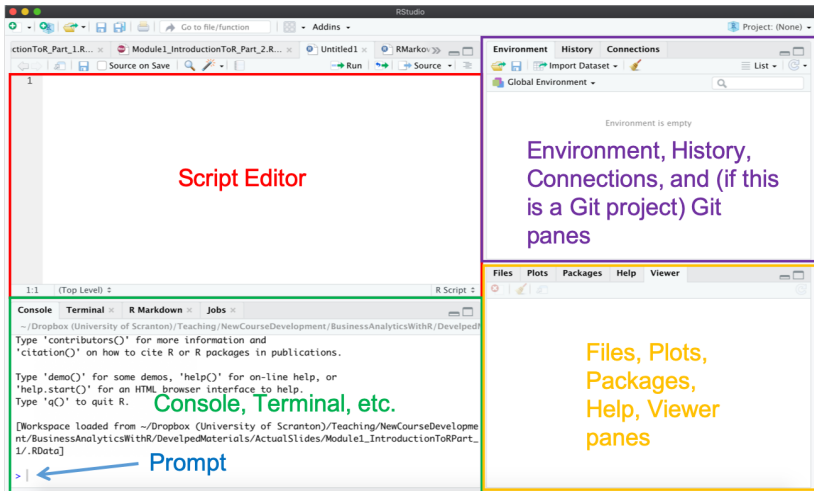 RStudio
Go to file/function
Addins
Project: (None)
ctionToR_Part_1.R... × Module1_IntroductionToR_Part_2.R... × Untitled1 × RMarkov
Source on Save
Run
Source
1
Script Editor
1:1 (Top Level)
R Script
Environment History Connections
Import Dataset
List
Global Environment
Environment is empty
Environment, History,
Connections, and (if this
is a Git project) Git
panes
Console Terminal × R Markdown × Jobs ×
~/Dropbox (University of Scranton)/Teaching/NewCourseDevelopment/BusinessAnalyticsWithR/DevelpedM
Type 'contributors()' for more information and
'citation()' on how to cite R or R packages in publications.
Type 'demo()' for some demos, 'help()' for on-line help, or
'help.start()' for an HTML browser interface to help.
Type 'q()' to quit R.
Console, Terminal, etc.
[Workspace loaded from ~/Dropbox (University of Scranton)/Teaching/NewCourseDevelopme
nt/BusinessAnalyticsWithR/DevelpedMaterials/ActualSlides/Module1_IntroductionToRPart_
1/.RData]
Prompt
>
Files Plots Packages Help Viewer
Files, Plots,
Packages,
Help, Viewer
panes